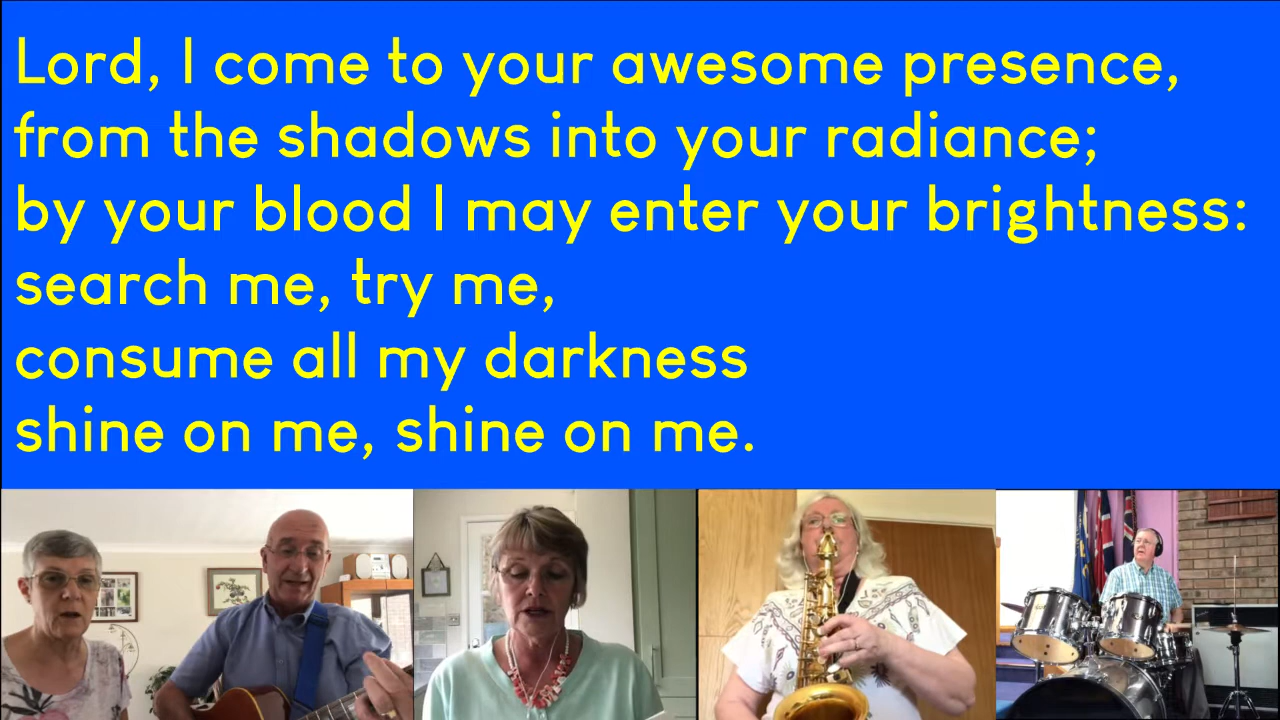 Lord, I come to your awesome presence,
from the shadows into your radiance;
by your blood I may enter your brightness:
search me, try me,
consume all my darkness
shine on me, shine on me.